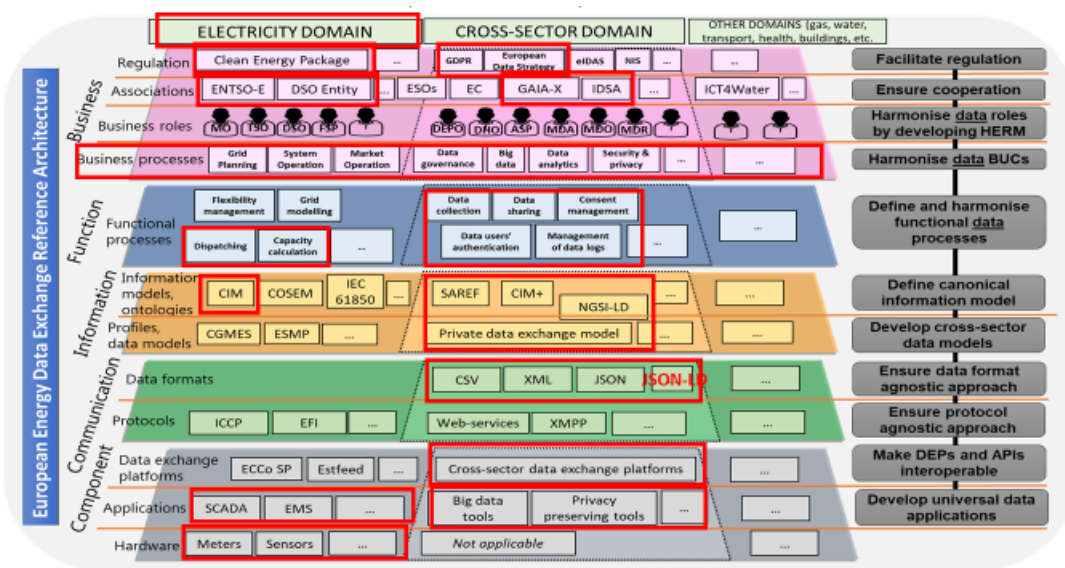 ELECTRICITY DOMAIN
CROSS-SECTOR DOMAIN
OTHER DOMAINS (gas, water,
transport, health, buildings, etc.
European Energy Data Exchange Reference Architecture
Business
Regulation
Clean Energy Package
...
GDPR
European
Data Strategy
eIDAS
NIS
...
...
Facilitate regulation
Associations
ENTSO-E
DSO Entity
...
ESOs
EC
GAIA-X
IDSA
...
ICT4Water
...
Ensure cooperation
Business roles
MO
TSO
DSO
FSP
DEPO
DHO
ASP
MDA
MDO
MDR
Harmonise data roles
by developing HERM
Business processes
Grid
Planning
System
Operation
Market
Operation
Data
governance
Big
data
Data
analytics
Security &
privacy
...
...
Harmonise data BUCs
Function
Functional
processes
Flexibility
management
Grid
modelling
Dispatching
Capacity
calculation
...
Data
collection
Data
sharing
Consent
management
Data users'
authentication
Management
of data logs
...
...
Define and harmonise
functional data
processes
Information
Information
models,
ontologies
CIM
COSEM
IEC
61850
...
SAREF
CIM+
NGSI-LD
...
...
Define canonical
information model
Profiles,
data models
CGMES
ESMP
...
Private data exchange model
...
...
Develop cross-sector
data models
Communication
Data formats
CSV
XML
JSON
JSON-LD
...
Ensure data format
agnostic approach
Protocols
ICCP
EFI
...
Web-services
XMPP
...
...
Ensure protocol
agnostic approach
Component
Data exchange
platforms
ECCo SP
Estfeed
...
Cross-sector data exchange platforms
...
Make DEPs and APIs
interoperable
Applications
SCADA
EMS
...
Big data
tools
Privacy
preserving tools
...
...
Develop universal data
applications
Hardware
Meters
Sensors
...
Not applicable
...